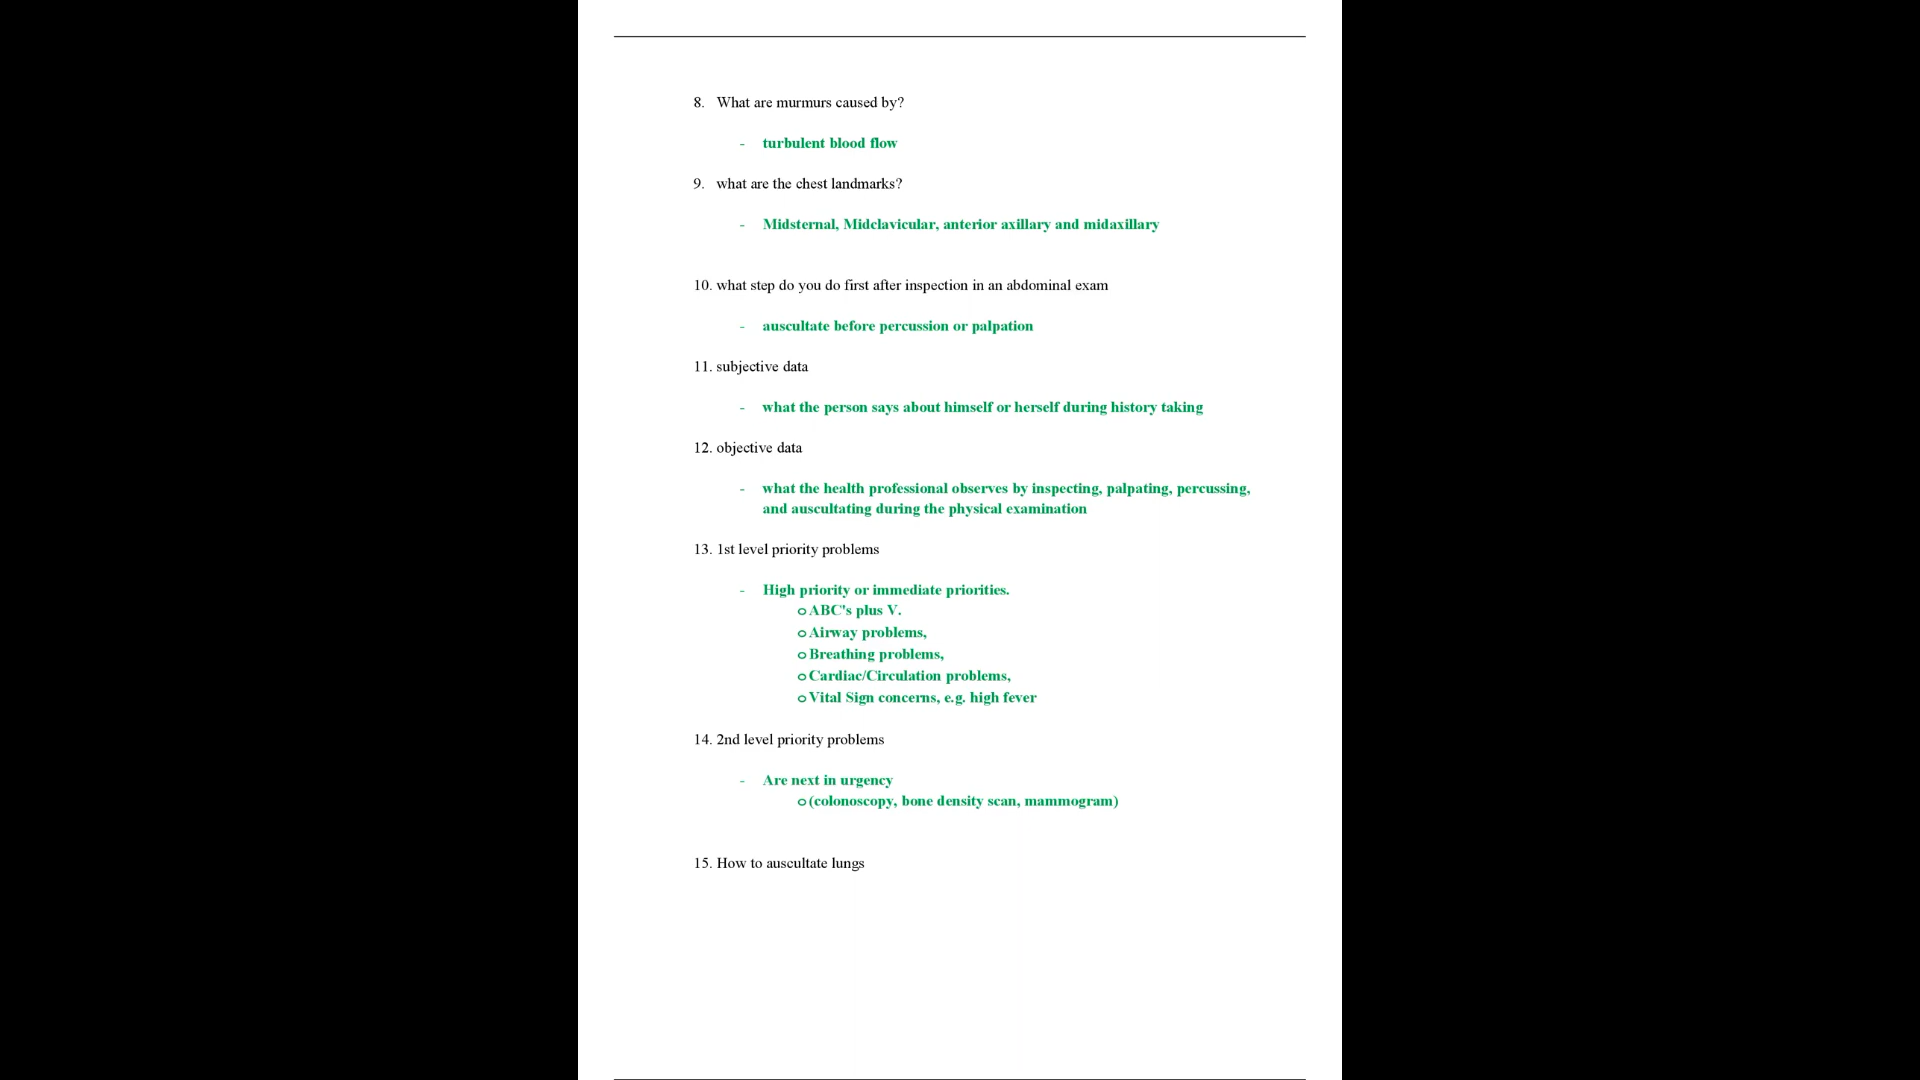 8. What are murmurs caused by?
- turbulent blood flow
9. what are the chest landmarks?
- Midsternal, Midclavicular, anterior axillary and midaxillary
10. what step do you do first after inspection in an abdominal exam
- auscultate before percussion or palpation
11. subjective data
- what the person says about himself or herself during history taking
12. objective data
- what the health professional observes by inspecting, palpating, percussing,
and auscultating during the physical examination
13. 1st level priority problems
- High priority or immediate priorities.
o ABC's plus V.
o Airway problems,
o Breathing problems,
o Cardiac/Circulation problems,
o Vital Sign concerns, e.g. high fever
14. 2nd level priority problems
- Are next in urgency
o (colonoscopy, bone density scan, mammogram)
15. How to auscultate lungs